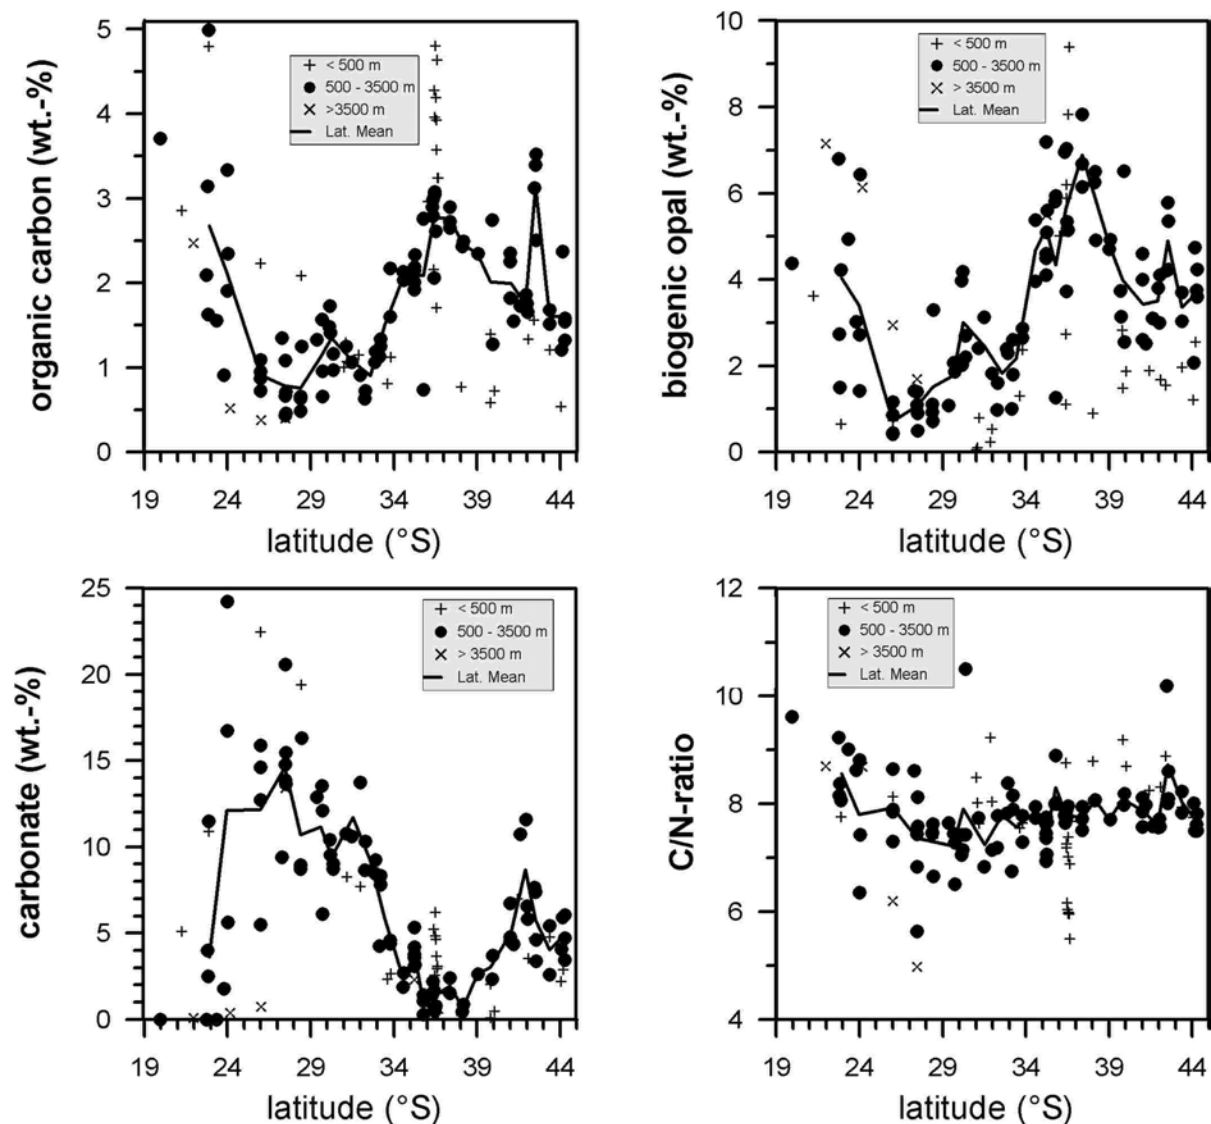 organic carbon (wt.-%)
5
4
3
2
1
0
+ < 500 m
● 500 - 3500 m
× >3500 m
Lat. Mean
19 24 29 34 39 44
latitude (°S)
biogenic opal (wt.-%)
10
8
6
4
2
0
+ < 500 m
● 500 - 3500 m
× > 3500 m
Lat. Mean
19 24 29 34 39 44
latitude (°S)
carbonate (wt.-%)
25
20
15
10
5
0
+ < 500 m
● 500 - 3500 m
× > 3500 m
Lat. Mean
19 24 29 34 39 44
latitude (°S)
C/N-ratio
12
10
8
6
4
+ < 500 m
● 500 - 3500 m
× > 3500 m
Lat. Mean
19 24 29 34 39 44
latitude (°S)